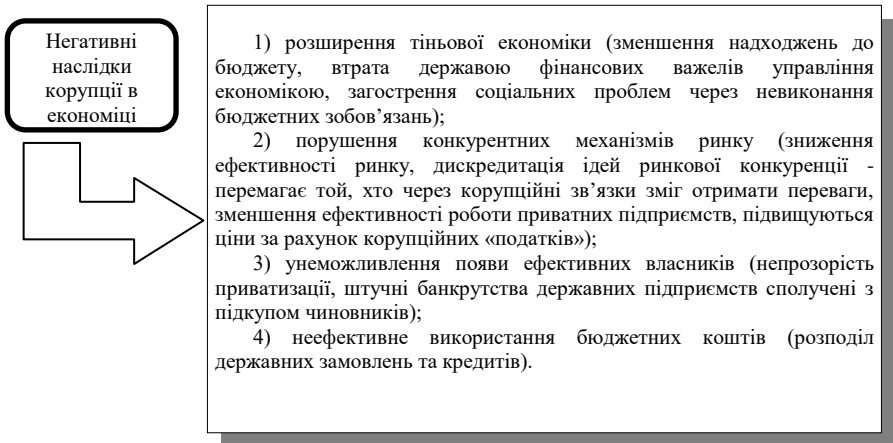 Негативні
наслідки
корупції в
економіці
1) розширення тіньової економіки (зменшення надходжень до
бюджету, втрата державою фінансових важелів управління
економікою, загострення соціальних проблем через невиконання
бюджетних зобов’язань);
2) порушення конкурентних механізмів ринку (зниження
ефективності ринку, дискредитація ідей ринкової конкуренції -
перемагає той, хто через корупційні зв’язки зміг отримати переваги,
зменшення ефективності роботи приватних підприємств, підвищуються
ціни за рахунок корупційних «податків»);
3) унеможливлення появи ефективних власників (непрозорість
приватизації, штучні банкрутства державних підприємств сполучені з
підкупом чиновників);
4) неефективне використання бюджетних коштів (розподіл
державних замовлень та кредитів).